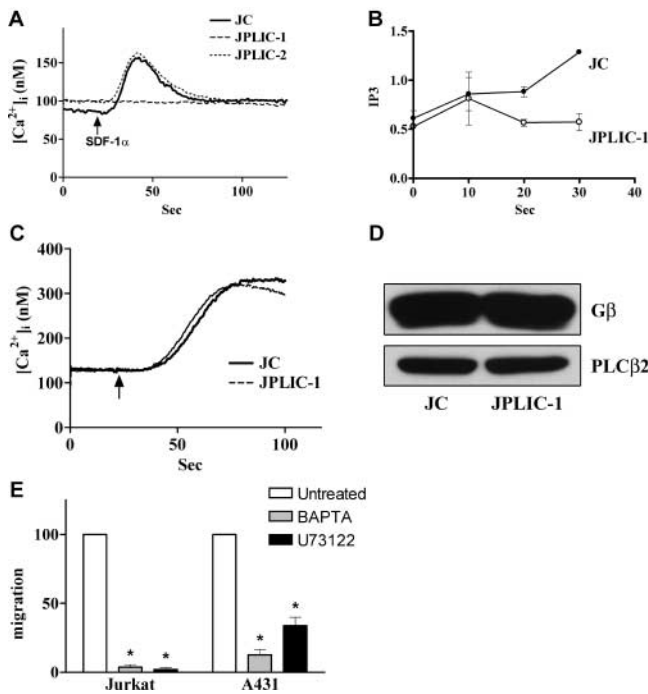 A
JC
JPLIC-1
JPLIC-2
[Ca2+]i (nM)
200
150
100
50
0
SDF-1α
0 50 100
Sec
B
IP3
1.5
1.0
0.5
0.0
JC
JPLIC-1
0 10 20 30 40
Sec
C
[Ca2+]i (nM)
400
300
200
100
0
JC
JPLIC-1
0 50 100
Sec
D
Gβ
PLCβ2
JC JPLIC-1
E
Untreated
BAPTA
U73122
migration
100
50
0
* *
* *
Jurkat A431